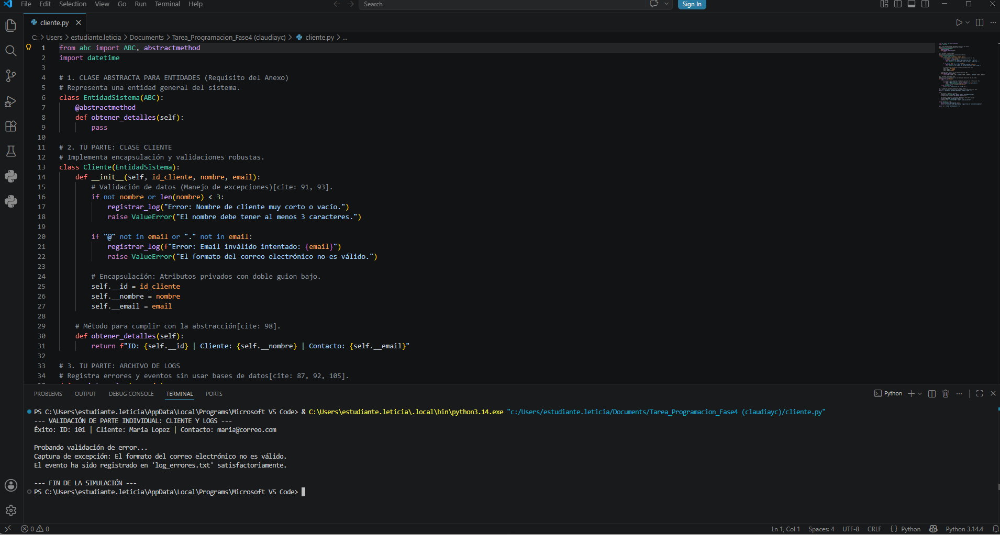 File Edit Selection View Go Run Terminal Help
Search
Sign In
cliente.py
C: > Users > estudiante.leticia > Documents > Tarea_Programacion_Fase4 (claudiayc) > cliente.py > ...
1 from abc import ABC, abstractmethod
2 import datetime
3
4 # 1. CLASE ABSTRACTA PARA ENTIDADES (Requisito del Anexo)
5 # Representa una entidad general del sistema.
6 class EntidadSistema(ABC):
7     @abstractmethod
8     def obtener_detalles(self):
9         pass
10
11 # 2. TU PARTE: CLASE CLIENTE
12 # Implementa encapsulación y validaciones robustas.
13 class Cliente(EntidadSistema):
14     def __init__(self, id_cliente, nombre, email):
15         # Validación de datos (Manejo de excepciones)[cite: 91, 93].
16         if not nombre or len(nombre) < 3:
17             registrar_log("Error: Nombre de cliente muy corto o vacío.")
18             raise ValueError("El nombre debe tener al menos 3 caracteres.")
19
20         if "@" not in email or "." not in email:
21             registrar_log(f"Error: Email inválido intentado: {email}")
22             raise ValueError("El formato del correo electrónico no es válido.")
23
24         # Encapsulación: Atributos privados con doble guion bajo.
25         self.__id = id_cliente
26         self.__nombre = nombre
27         self.__email = email
28
29     # Método para cumplir con la abstracción[cite: 98].
30     def obtener_detalles(self):
31         return f"ID: {self.__id} | Cliente: {self.__nombre} | Contacto: {self.__email}"
32
33 # 3. TU PARTE: ARCHIVO DE LOGS
34 # Registra errores y eventos sin usar bases de datos[cite: 87, 92, 105].
PROBLEMS OUTPUT DEBUG CONSOLE TERMINAL PORTS
Python
PS C:\Users\estudiante.leticia\AppData\Local\Programs\Microsoft VS Code> & C:\Users\estudiante.leticia\.local\bin\python3.14.exe "c:/Users/estudiante.leticia/Documents/Tarea_Programacion_Fase4 (claudiayc)/cliente.py"
--- VALIDACIÓN DE PARTE INDIVIDUAL: CLIENTE Y LOGS ---
Éxito: ID: 101 | Cliente: Maria Lopez | Contacto: maria@correo.com
Probando validación de error...
Captura de excepción: El formato del correo electrónico no es válido.
El evento ha sido registrado en 'log_errores.txt' satisfactoriamente.
--- FIN DE LA SIMULACIÓN ---
PS C:\Users\estudiante.leticia\AppData\Local\Programs\Microsoft VS Code>
0 0
Ln 1, Col 1 Spaces: 4 UTF-8 CRLF { } Python Python 3.14.4